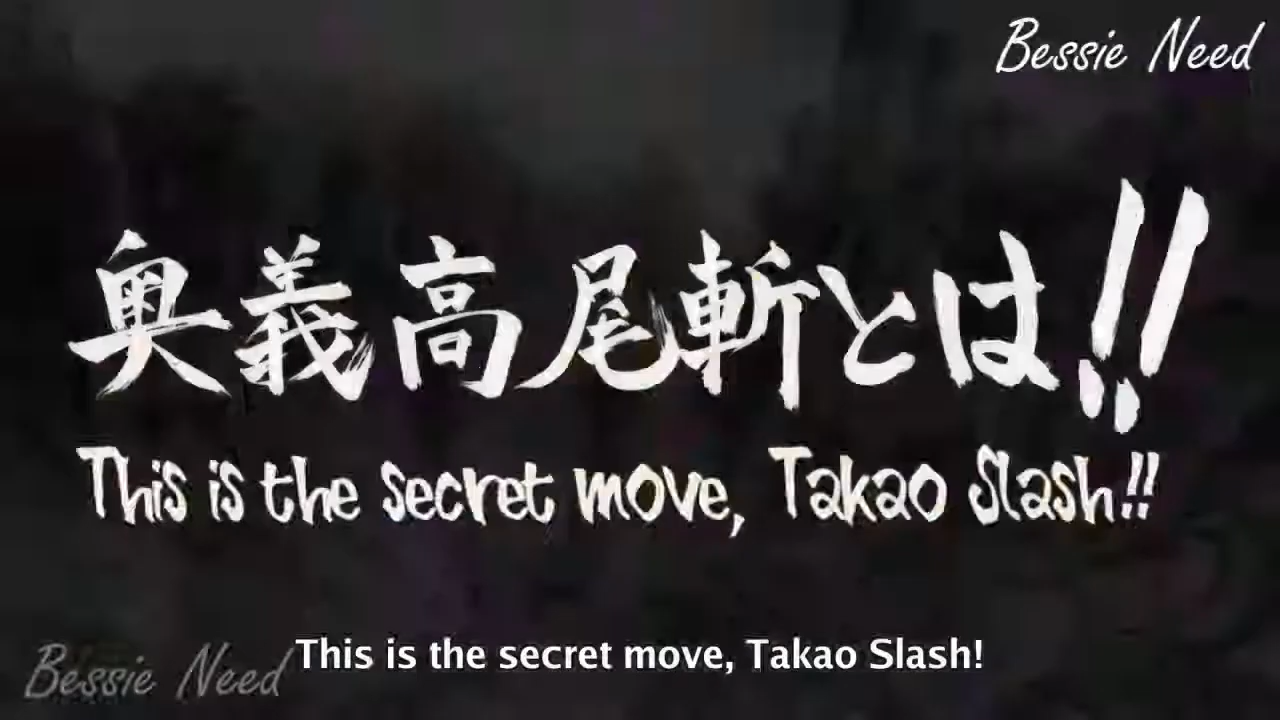 Bessie Need
奥義高尾斬とは!!
This is the secret move, Takao Slash!!
This is the secret move, Takao Slash!
Bessie Need